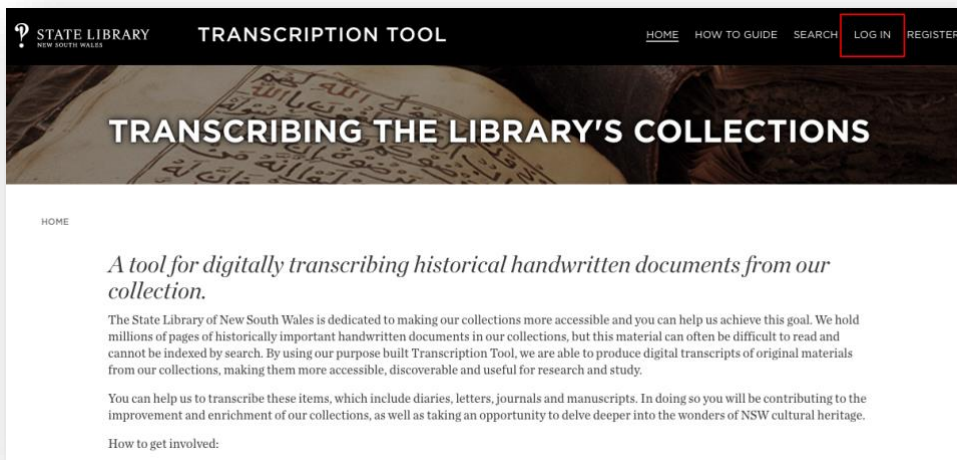 STATE LIBRARY
NEW SOUTH WALES
TRANSCRIPTION TOOL
HOME HOW TO GUIDE SEARCH LOG IN REGISTER
TRANSCRIBING THE LIBRARY'S COLLECTIONS
HOME
A tool for digitally transcribing historical handwritten documents from our
collection.
The State Library of New South Wales is dedicated to making our collections more accessible and you can help us achieve this goal. We hold
millions of pages of historically important handwritten documents in our collections, but this material can often be difficult to read and
cannot be indexed by search. By using our purpose built Transcription Tool, we are able to produce digital transcripts of original materials
from our collections, making them more accessible, discoverable and useful for research and study.
You can help us to transcribe these items, which include diaries, letters, journals and manuscripts. In doing so you will be contributing to the
improvement and enrichment of our collections, as well as taking an opportunity to delve deeper into the wonders of NSW cultural heritage.
How to get involved: